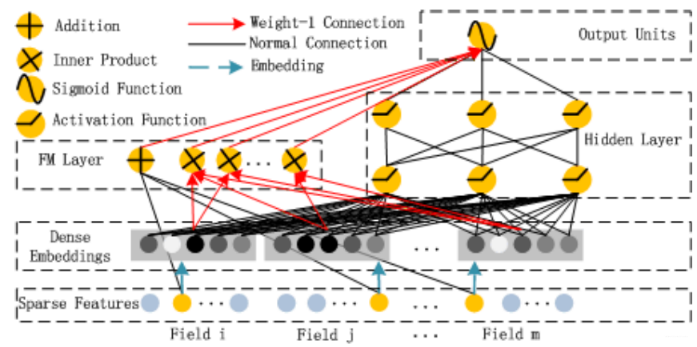 Addition
Inner Product
Sigmoid Function
Activation Function
Weight-1 Connection
Normal Connection
Embedding
Output Units
Hidden Layer
FM Layer
...
Dense
Embeddings
...
Sparse Features
... ... ... ...
Field i Field j ... Field m